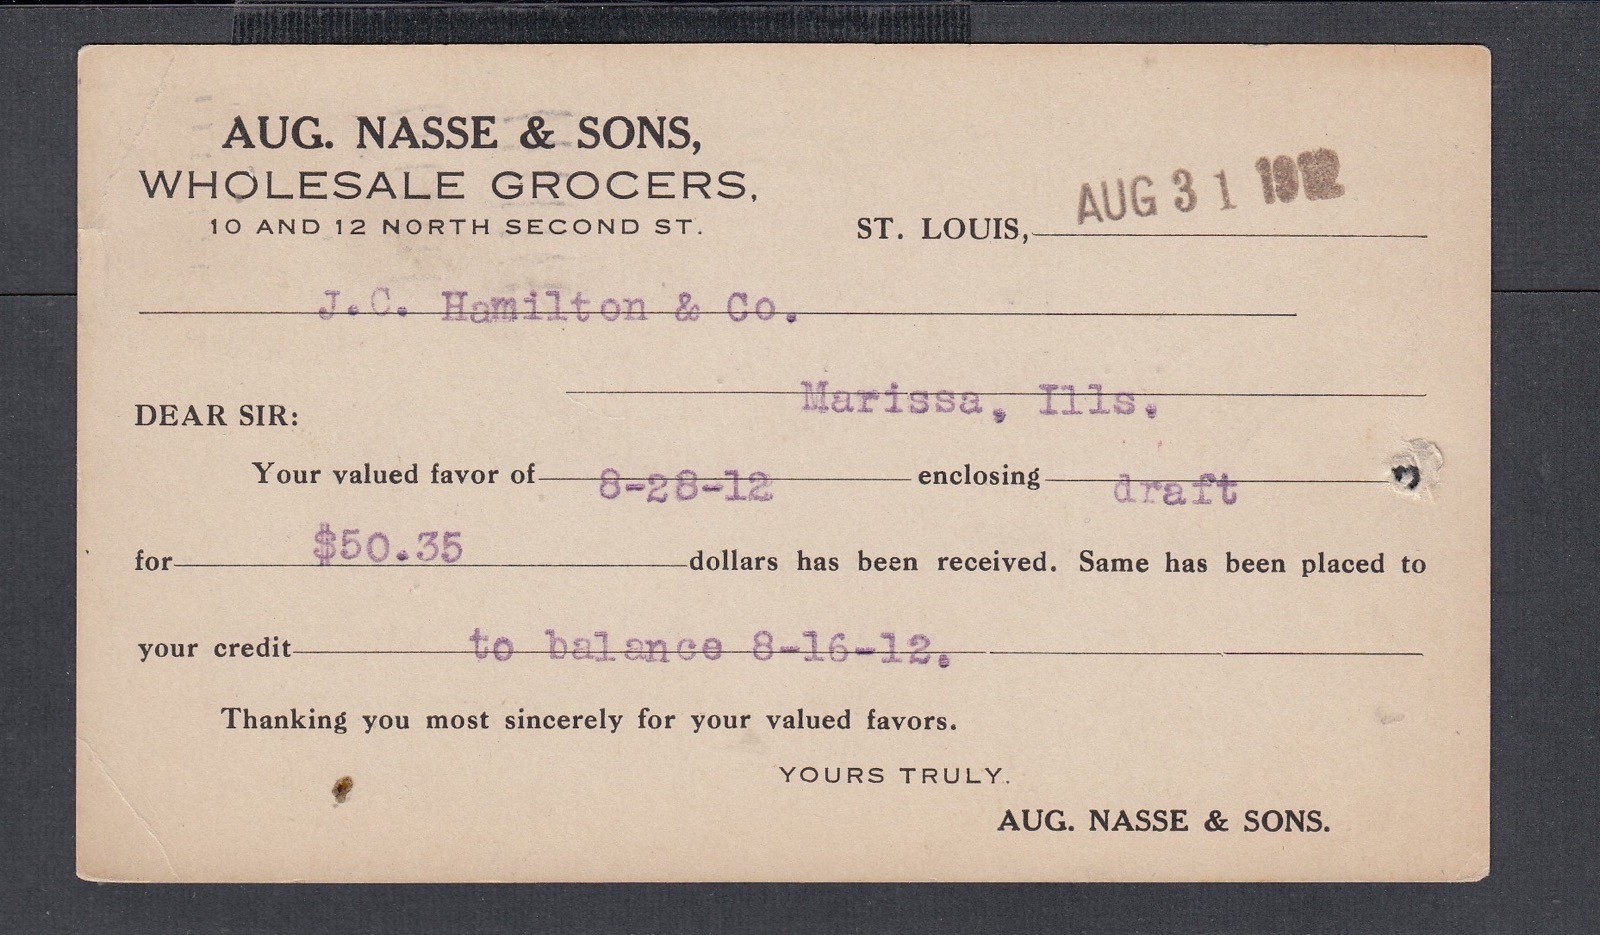 AUG. NASSE & SONS,
WHOLESALE GROCERS,
10 AND 12 NORTH SECOND ST.
ST. LOUIS, AUG 31 1912
J.C. Hamilton & Co.
Marissa, Ills.
DEAR SIR:
Your valued favor of 8-28-12 enclosing draft
for $50.35 dollars has been received. Same has been placed to
your credit to balance 8-16-12.
Thanking you most sincerely for your valued favors.
YOURS TRULY.
AUG. NASSE & SONS.